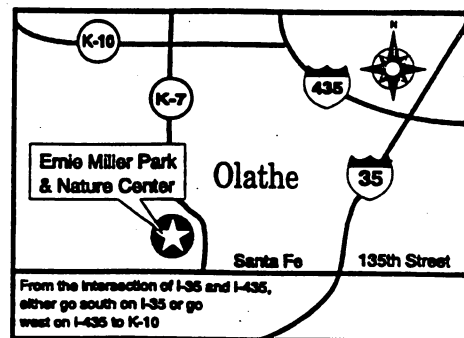 N
K-10
435
K-7
Ernie Miller Park
& Nature Center
Olathe
35
Santa Fe
135th Street
From the intersection of I-35 and I-435,
either go south on I-35 or go
west on I-435 to K-10